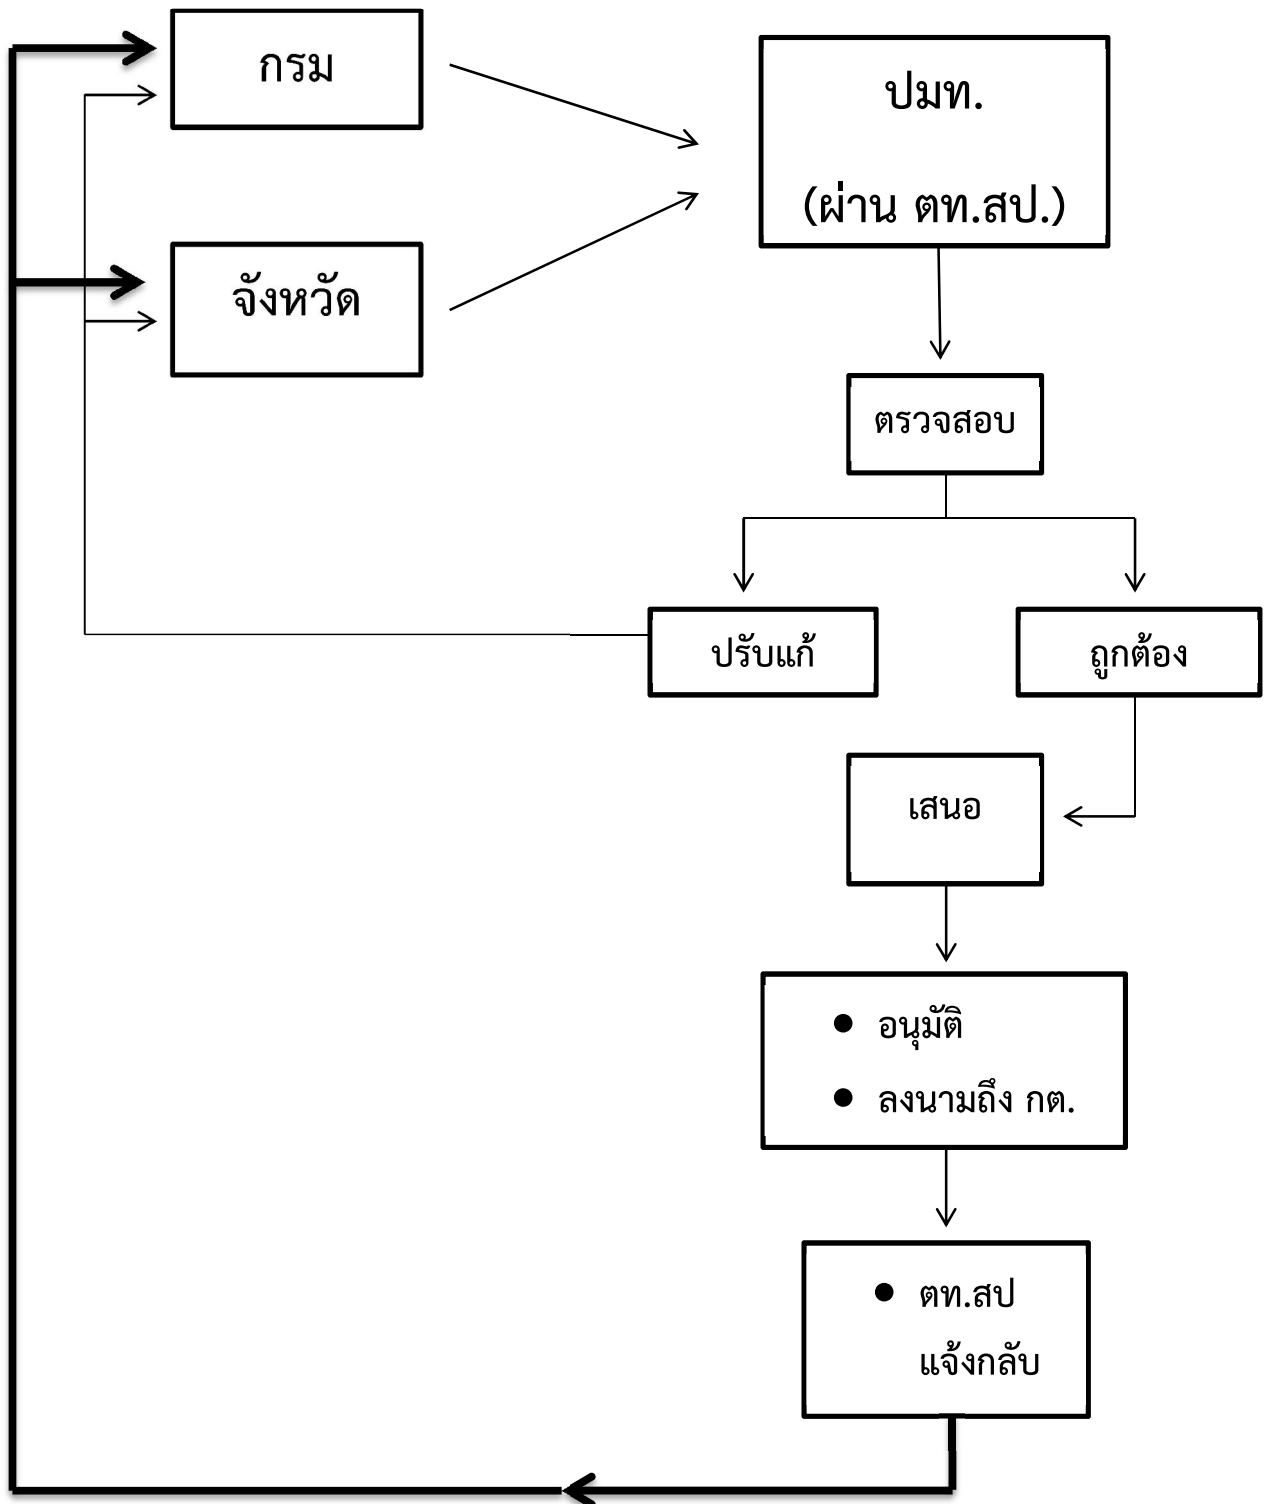 กรม
ปมท.
(ผ่าน ตท.สป.)
จังหวัด
ตรวจสอบ
ปรับแก้
ถูกต้อง
เสนอ
● อนุมัติ
● ลงนามถึง กต.
● ตท.สป
แจ้งกลับ